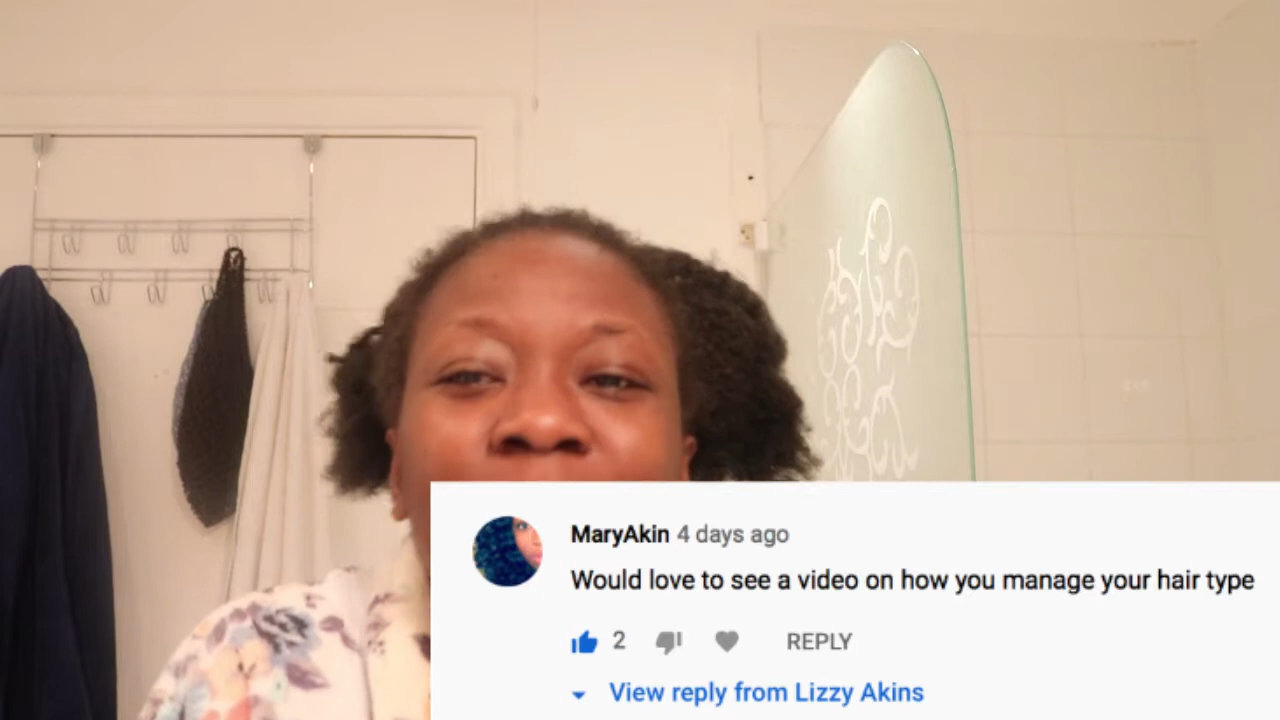 MaryAkin 4 days ago
Would love to see a video on how you manage your hair type
2 REPLY
View reply from Lizzy Akins